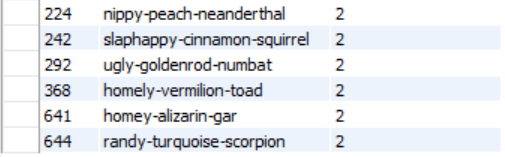 224 nippy-peach-neanderthal 2
242 slaphappy-cinnamon-squirrel 2
292 ugly-goldenrod-numbat 2
368 homely-vermilion-toad 2
641 homey-alizarin-gar 2
644 randy-turquoise-scorpion 2